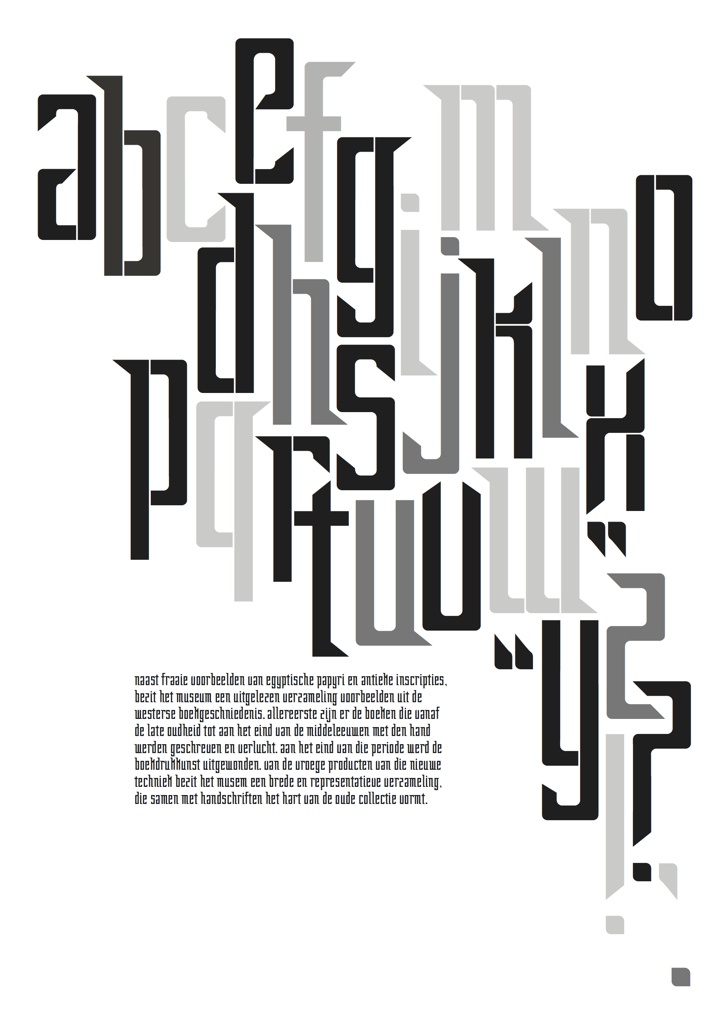 a b c e f g m
d h i j k l n o
p q r s x
t u v w "
" y z ?
! , .
naast fraaie voorbeelden van egyptische papyri en antieke inscripties,
bezit het museum een uitgelezen verzameling voorbeelden uit de
westerse boekgeschiedenis. allereerste zijn er de boeken die vanaf
de late oudheid tot aan het eind van de middeleeuwen met den hand
werden geschreven en verlucht. aan het eind van die periode werd de
boekdrukkunst uitgewonden. van de vroege producten van die nieuwe
techniek bezit het musem een brede en representatieve verzameling,
die samen met handschriften het hart van de oude collectie vormt.